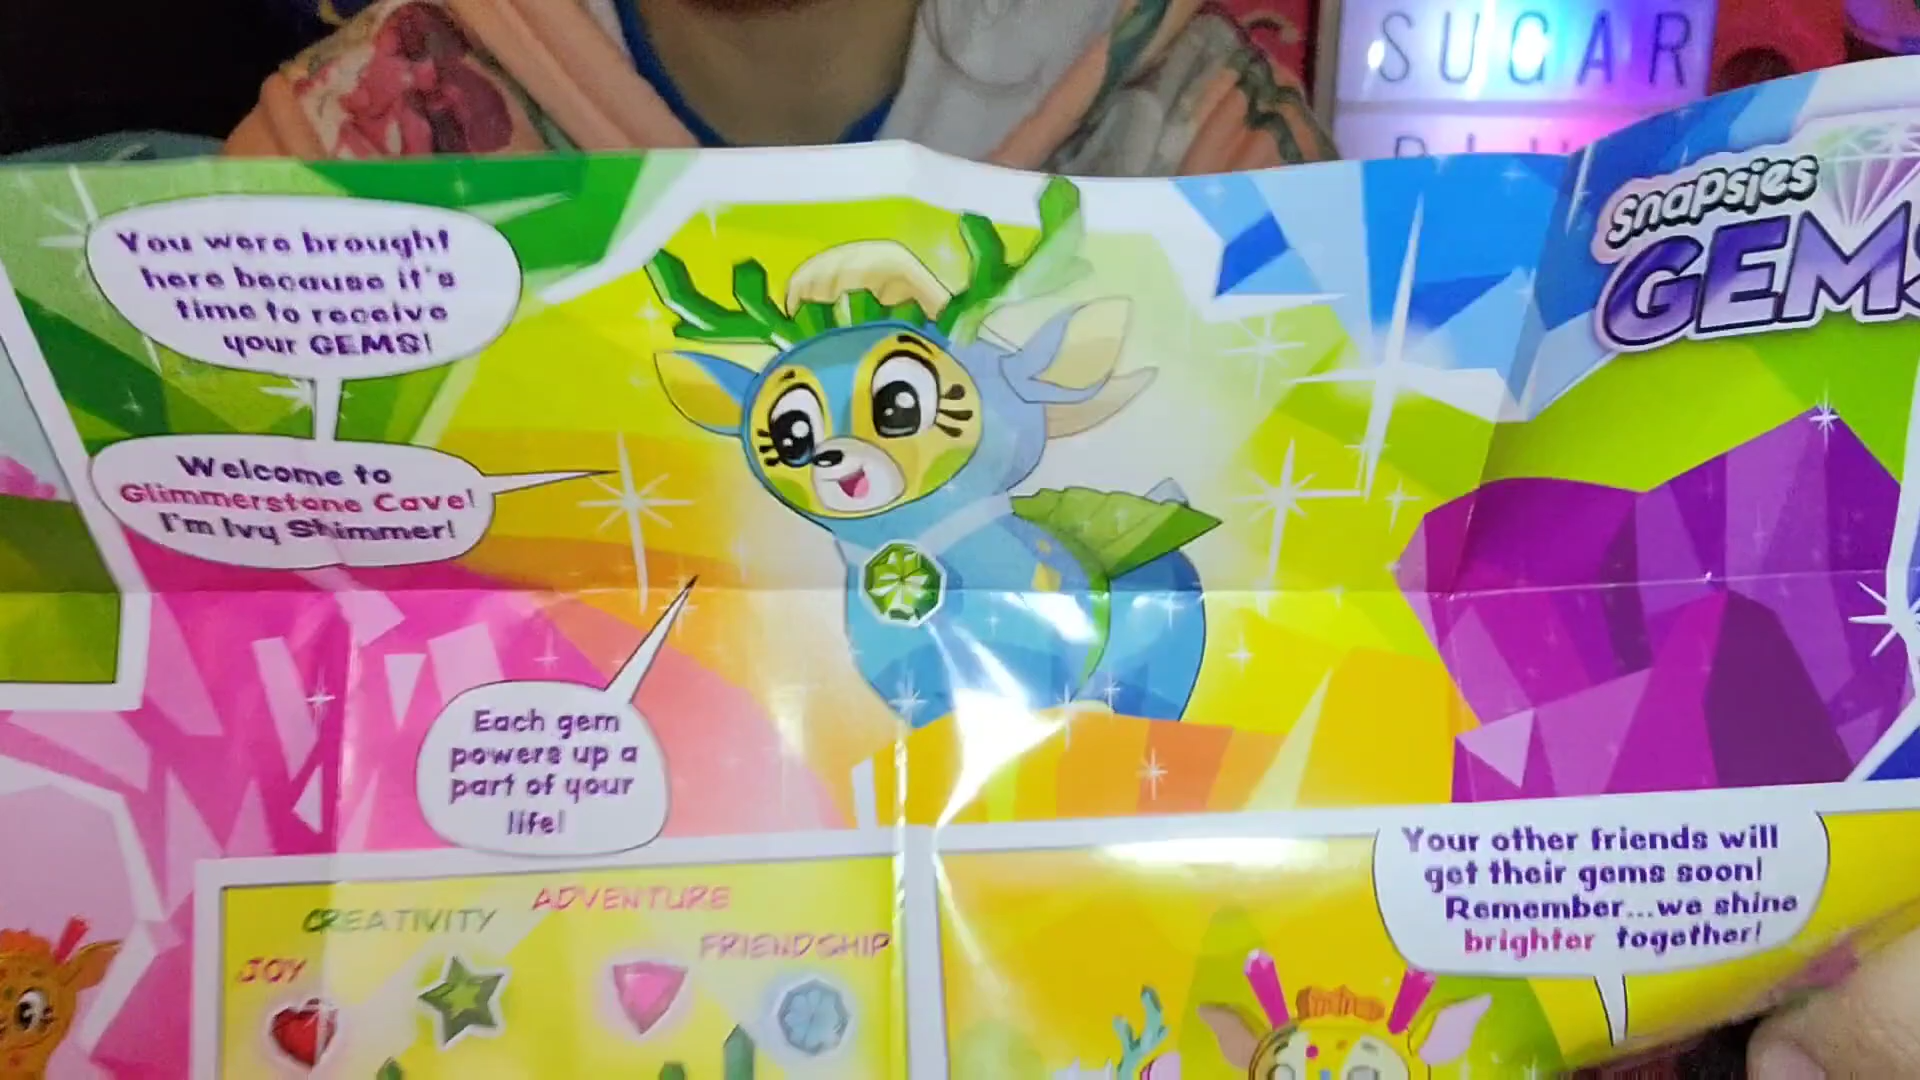 SUGAR
Snapsies
GEMS
You were brought
here because it's
time to receive
your GEMS!
Welcome to
Glimmerstone Cave!
I'm Ivy Shimmer!
Each gem
powers up a
part of your
life!
JOY
CREATIVITY
ADVENTURE
FRIENDSHIP
Your other friends will
get their gems soon!
Remember...we shine
brighter together!